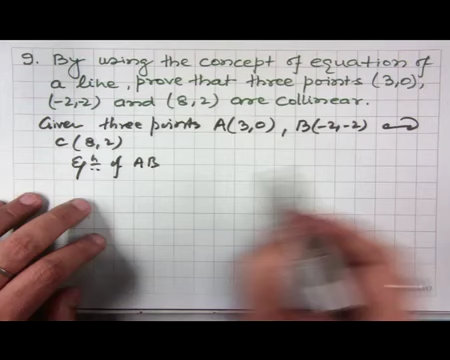 9. By using the concept of equation of
a line, prove that three points (3,0),
(-2,-2) and (8,2) are collinear.
Given three points A(3,0), B(-2,-2) and
C(8,2)
Eqn of AB